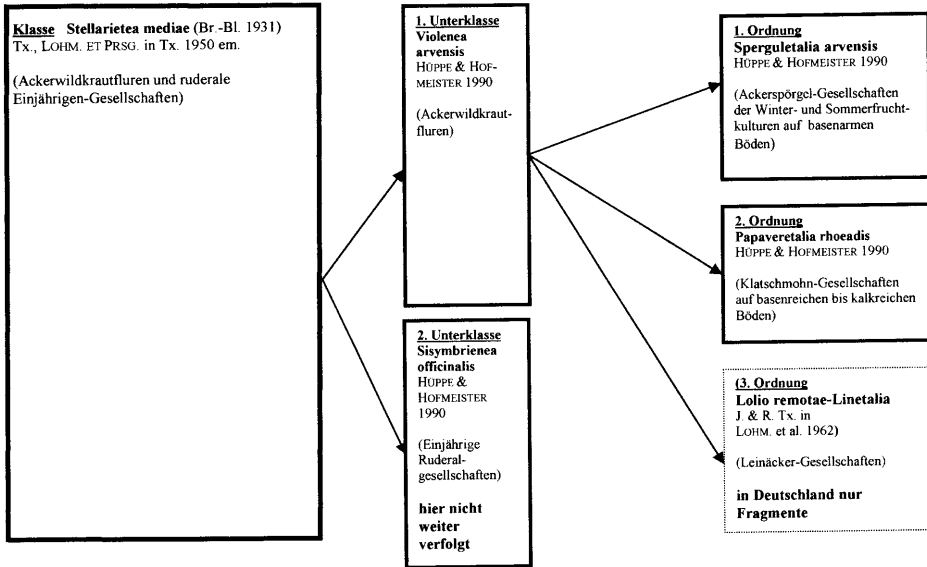 Klasse Stellarietea mediae (Br.-Bl. 1931)
Tx., LOHM. ET PRSG. in Tx. 1950 em.
(Ackerwildkrautfluren und ruderale
Einjährigen-Gesellschaften)
1. Unterklasse
Violenea
arvensis
HÜPPE & HOF-
MEISTER 1990
(Ackerwildkraut-
fluren)
2. Unterklasse
Sisymbrienea
officinalis
HÜPPE &
HOFMEISTER
1990
(Einjährige
Ruderal-
gesellschaften)
hier nicht
weiter
verfolgt
1. Ordnung
Sperguletalia arvensis
HÜPPE & HOFMEISTER 1990
(Ackerspörgel-Gesellschaften
der Winter- und Sommerfrucht-
kulturen auf basenarmen
Böden)
2. Ordnung
Papaveretalia rhoeadis
HÜPPE & HOFMEISTER 1990
(Klatschmohn-Gesellschaften
auf basenreichen bis kalkreichen
Böden)
(3. Ordnung
Lolio remotae-Linetalia
J. & R. Tx. in
LOHM. et al. 1962)
(Leinäcker-Gesellschaften)
in Deutschland nur
Fragmente